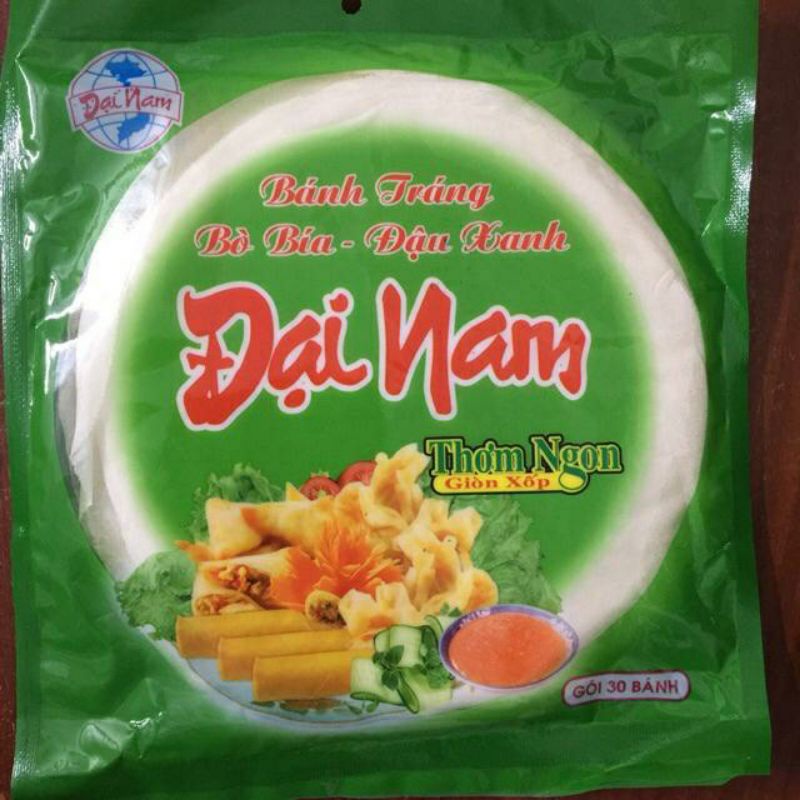 Đại Nam
Bánh Tráng
Bò Bía - Đậu Xanh
Đại Nam
Thơm Ngon
Giòn Xốp
GÓI 30 BÁNH